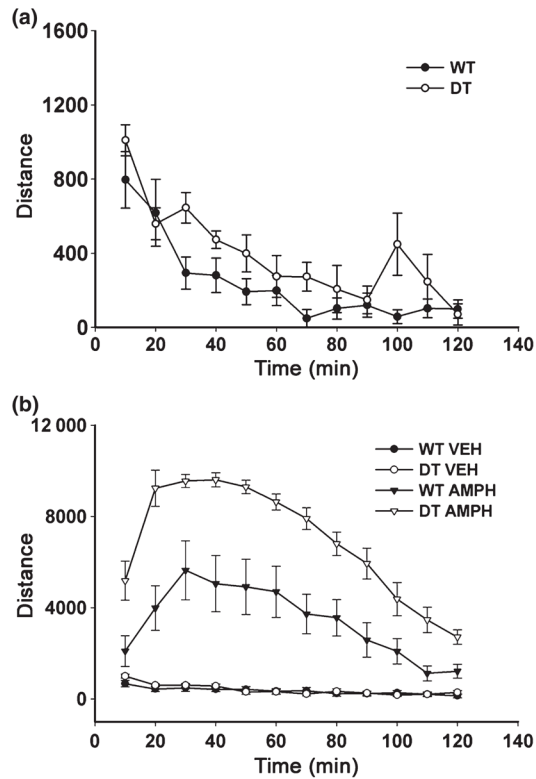 (a)
1600
1200
800
400
0
Distance
WT
DT
0 20 40 60 80 100 120 140
Time (min)
(b)
12 000
8000
4000
0
Distance
WT VEH
DT VEH
WT AMPH
DT AMPH
0 20 40 60 80 100 120 140
Time (min)